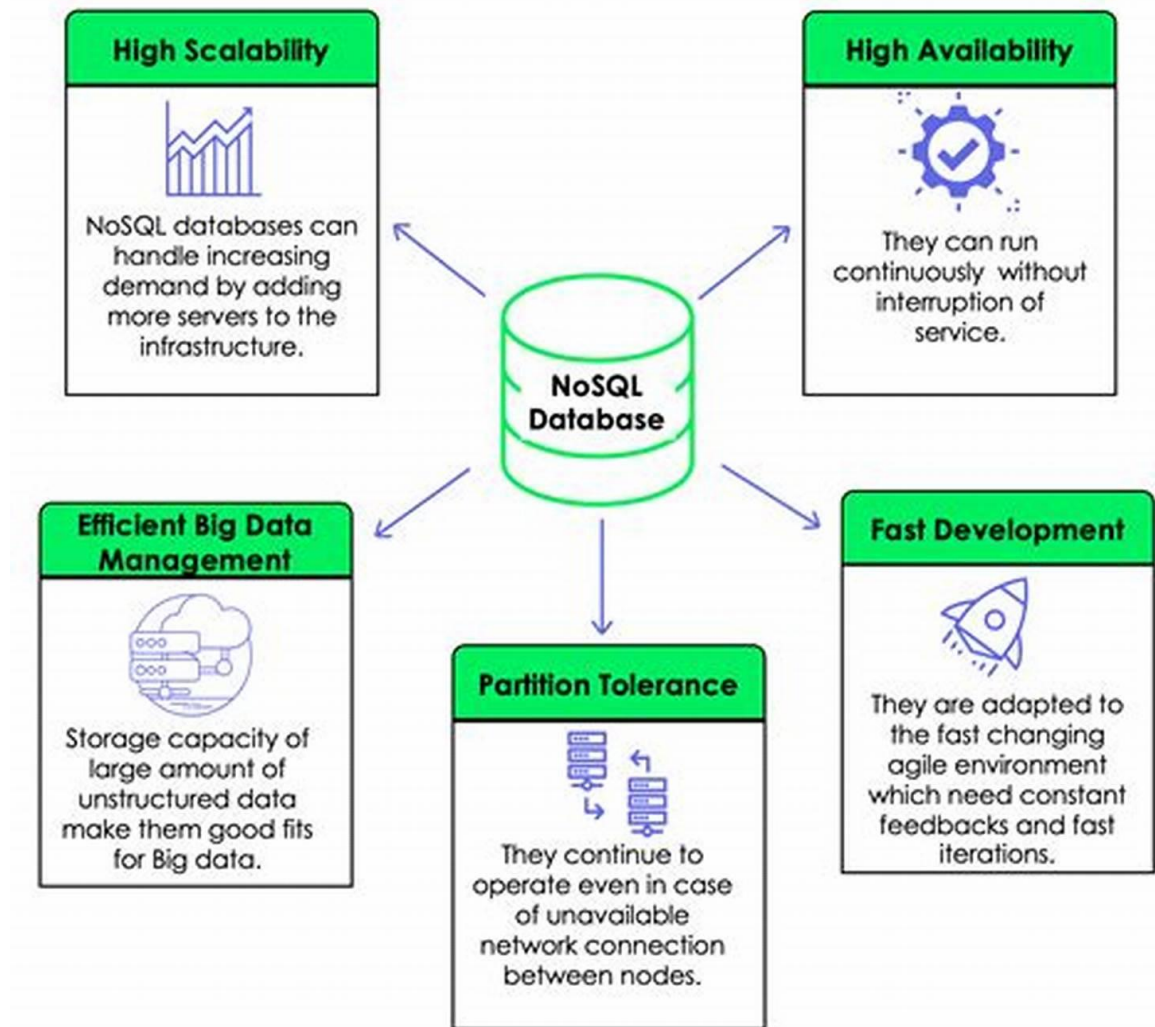 High Scalability
NoSQL databases can
handle increasing
demand by adding
more servers to the
infrastructure.
High Availability
They can run
continuously without
interruption of
service.
NoSQL
Database
Efficient Big Data
Management
Storage capacity of
large amount of
unstructured data
make them good fits
for Big data.
Partition Tolerance
They continue to
operate even in case
of unavailable
network connection
between nodes.
Fast Development
They are adapted to
the fast changing
agile environment
which need constant
feedbacks and fast
iterations.